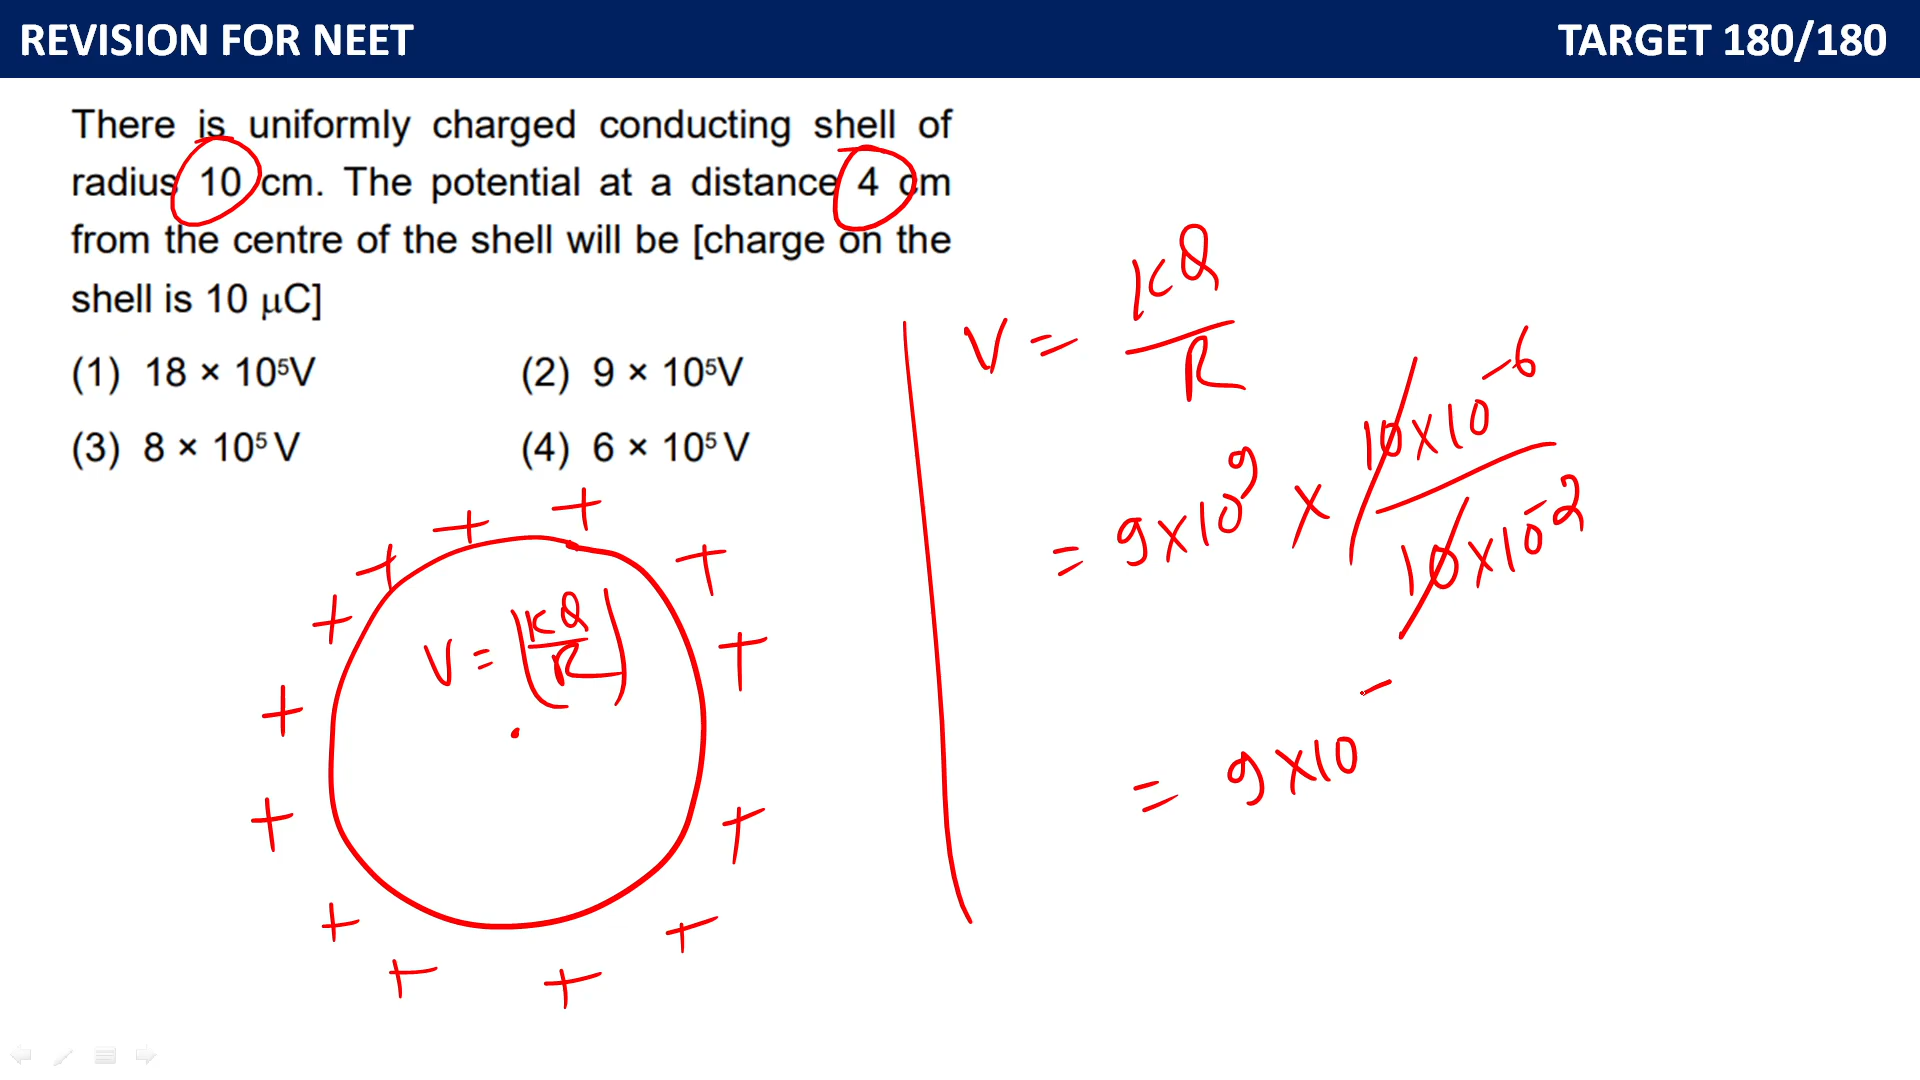 REVISION FOR NEET
TARGET 180/180
There is uniformly charged conducting shell of
radius 10 cm. The potential at a distance 4 cm
from the centre of the shell will be [charge on the
shell is 10 μC]
(1) 18 × 10⁵V
(2) 9 × 10⁵V
(3) 8 × 10⁵ V
(4) 6 × 10⁵ V
V = (KQ/R)
V = KQ/R
= 9×10⁹ × 10×10⁻⁶/10×10⁻²
= 9×10⁻